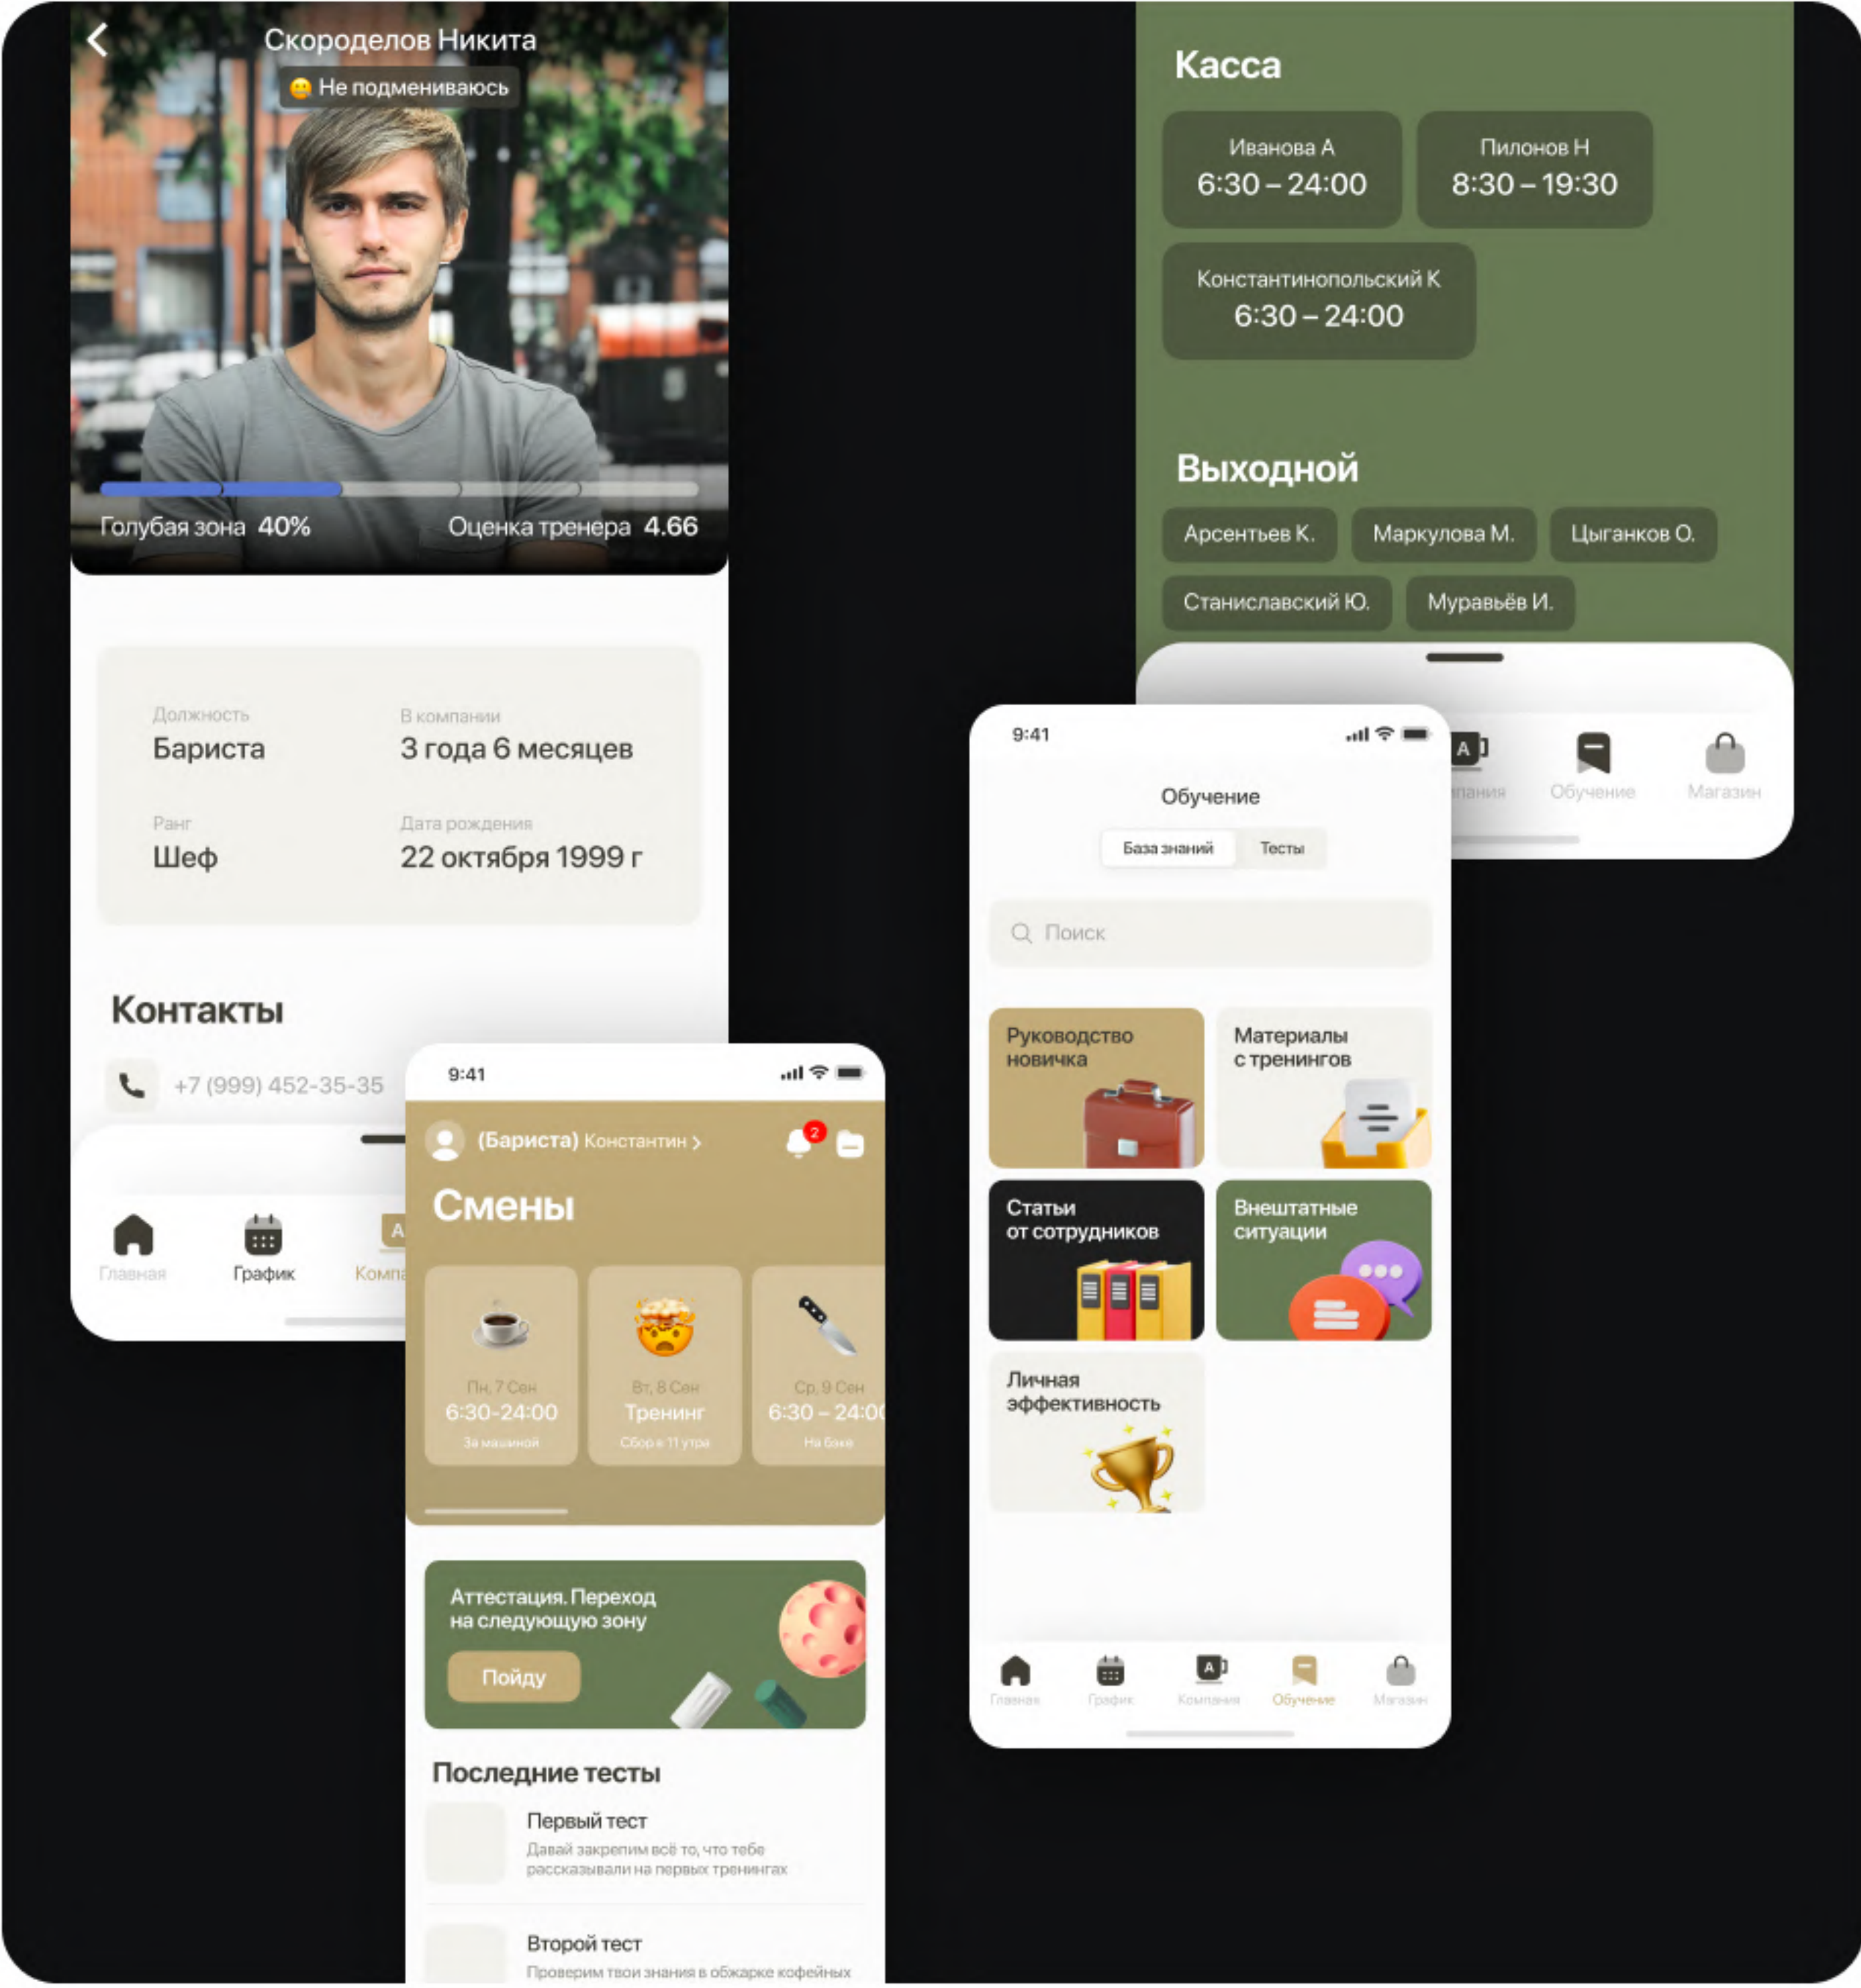 Скороделов Никита
Не подмениваюсь
Голубая зона 40%
Оценка тренера 4.66
Должность
Бариста
В компании
3 года 6 месяцев
Ранг
Шеф
Дата рождения
22 октября 1999 г
Контакты
+7 (999) 452-35-35
Главная
График
Компа
Касса
Иванова А
6:30 – 24:00
Пилонов Н
8:30 – 19:30
Константинопольский К
6:30 – 24:00
Выходной
Арсентьев К.
Маркулова М.
Цыганков О.
Станиславский Ю.
Муравьёв И.
A
пания
Обучение
Магазин
9:41
(Бариста) Константин
2
Смены
Пн, 7 Сен
6:30-24:00
За машиной
Вт, 8 Сен
Тренинг
Сбор в 11 утра
Ср, 9 Сен
6:30 – 24:00
На бэке
Аттестация. Переход
на следующую зону
Пойду
Последние тесты
Первый тест
Давай закрепим всё то, что тебе
рассказывали на первых тренингах
Второй тест
Проверим твои знания в обжарке кофейных
9:41
Обучение
База знаний
Тесты
Поиск
Руководство
новичка
Материалы
с тренингов
Статьи
от сотрудников
Внештатные
ситуации
Личная
эффективность
A
Главная
График
Компания
Обучение
Магазин